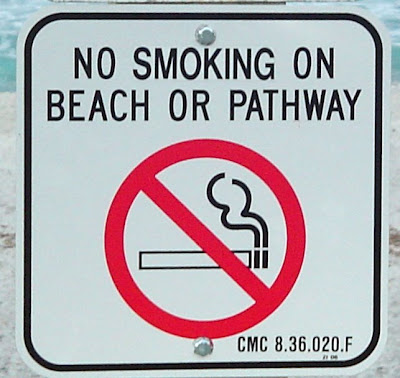 NO SMOKING ON
BEACH OR PATHWAY
CMC 8.36.020.F